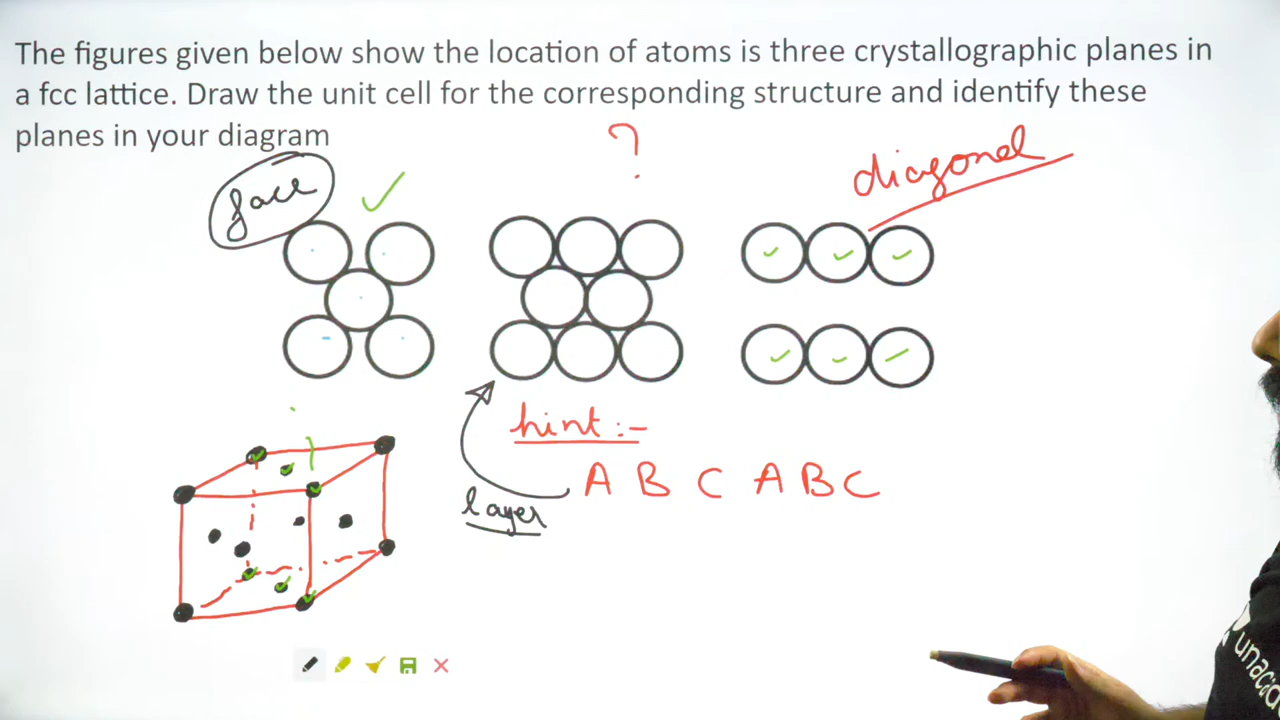 The figures given below show the location of atoms is three crystallographic planes in
a fcc lattice. Draw the unit cell for the corresponding structure and identify these
planes in your diagram
?
face
diagonal
hint :-
A B C A B C
layer